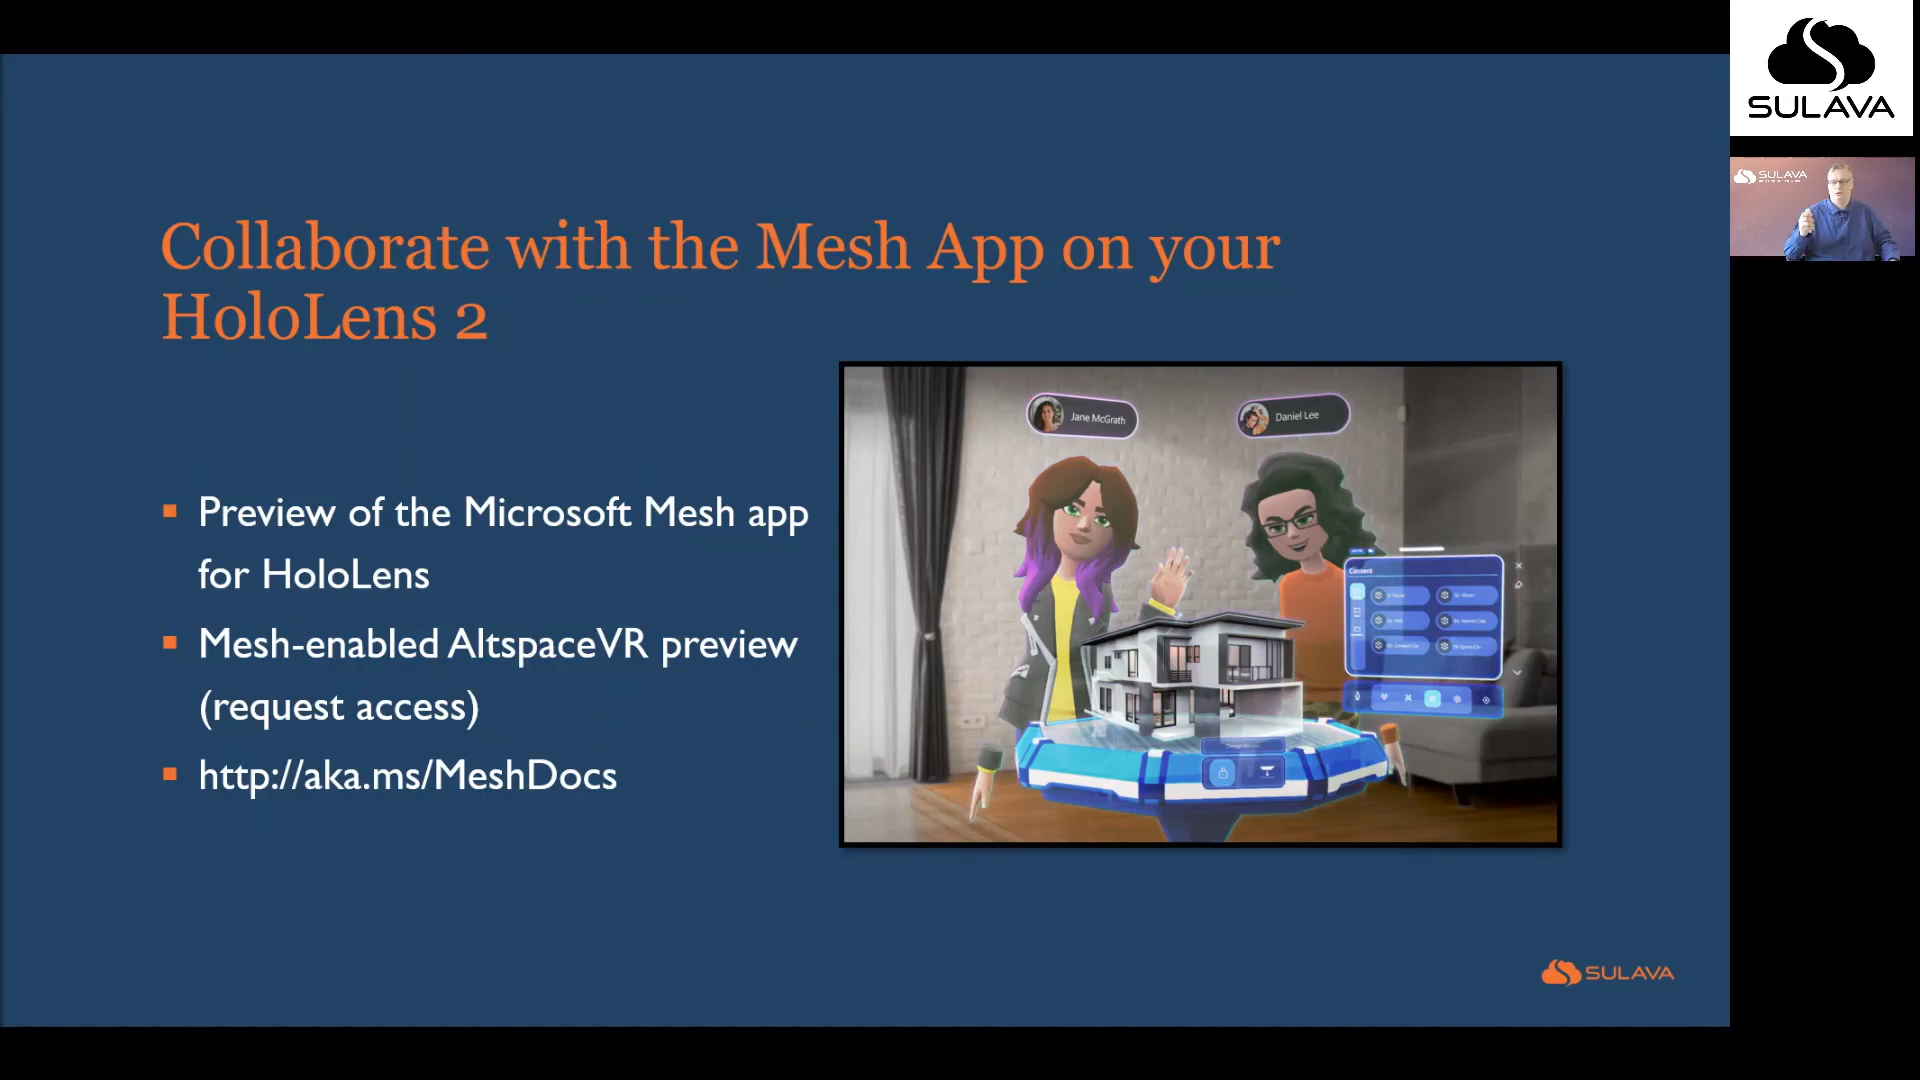 Collaborate with the Mesh App on your
HoloLens 2
Preview of the Microsoft Mesh app
for HoloLens
Mesh-enabled AltspaceVR preview
(request access)
http://aka.ms/MeshDocs
Jane McGrath
Daniel Lee
Content
SULAVA
SULAVA
SULAVA